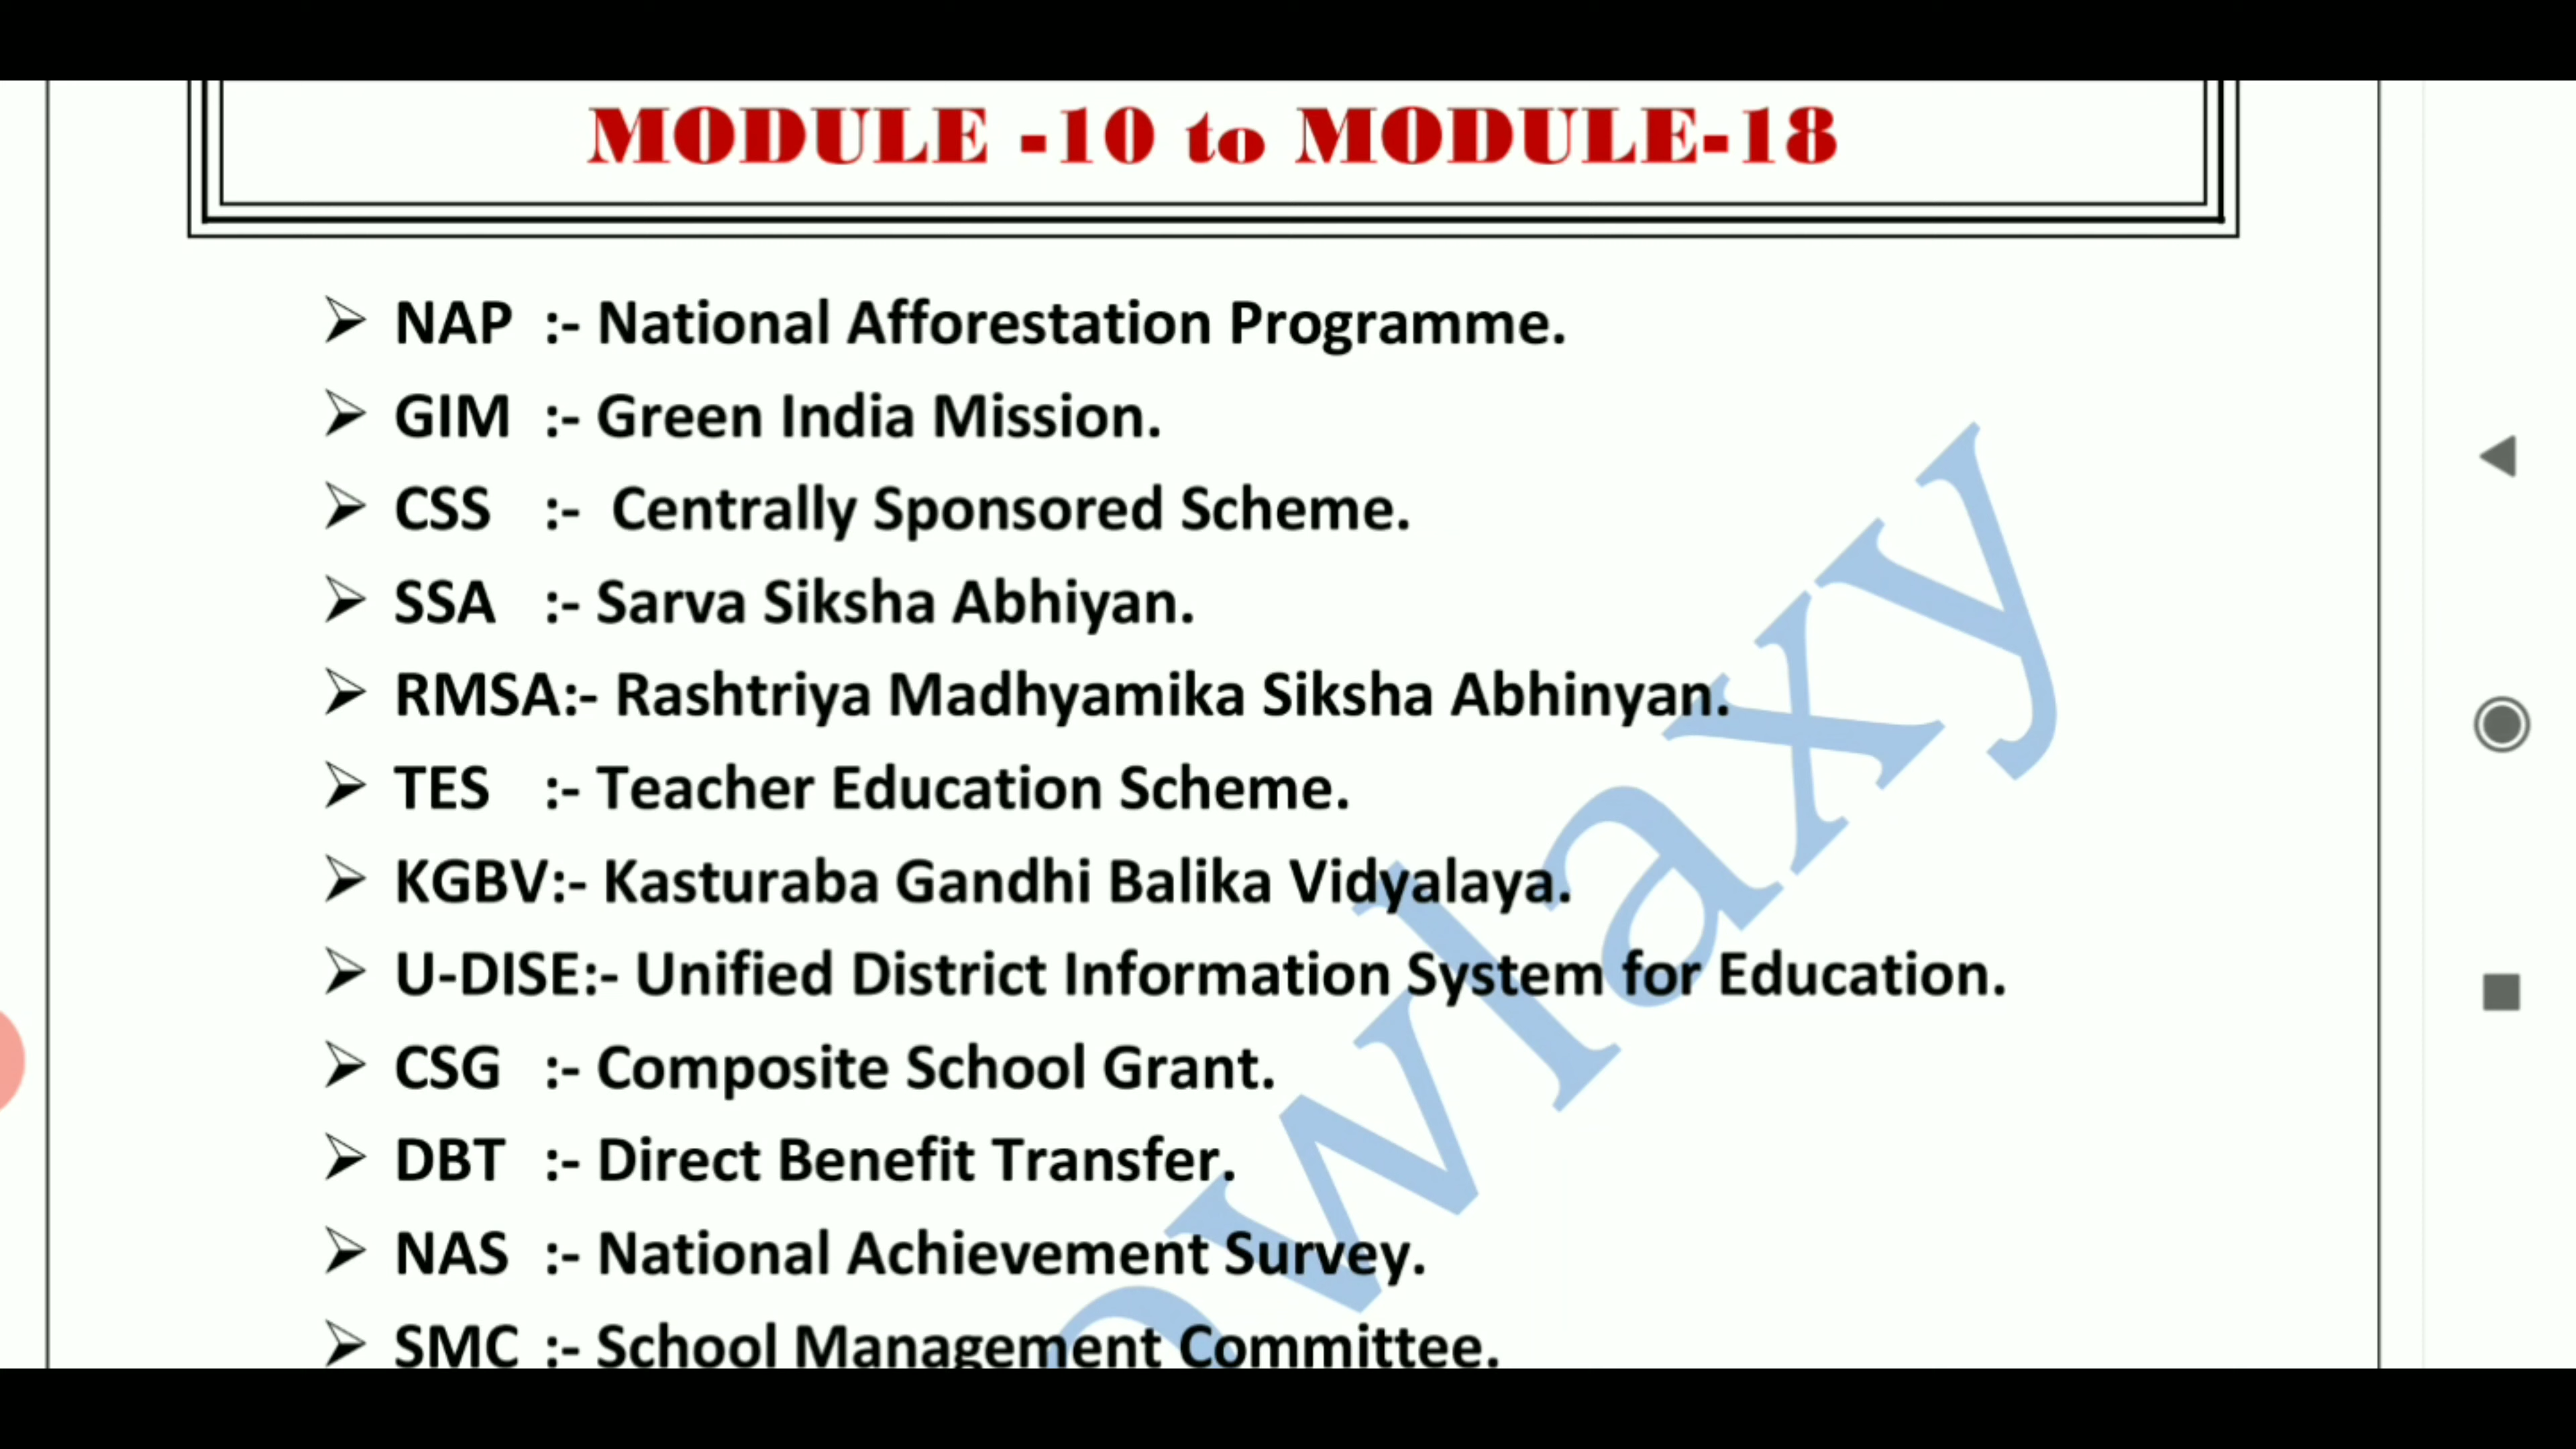 MODULE -10 to MODULE-18
➢ NAP :- National Afforestation Programme.
➢ GIM :- Green India Mission.
➢ CSS :- Centrally Sponsored Scheme.
➢ SSA :- Sarva Siksha Abhiyan.
➢ RMSA:- Rashtriya Madhyamika Siksha Abhinyan.
➢ TES :- Teacher Education Scheme.
➢ KGBV:- Kasturaba Gandhi Balika Vidyalaya.
➢ U-DISE:- Unified District Information System for Education.
➢ CSG :- Composite School Grant.
➢ DBT :- Direct Benefit Transfer.
➢ NAS :- National Achievement Survey.
➢ SMC :- School Management Committee.